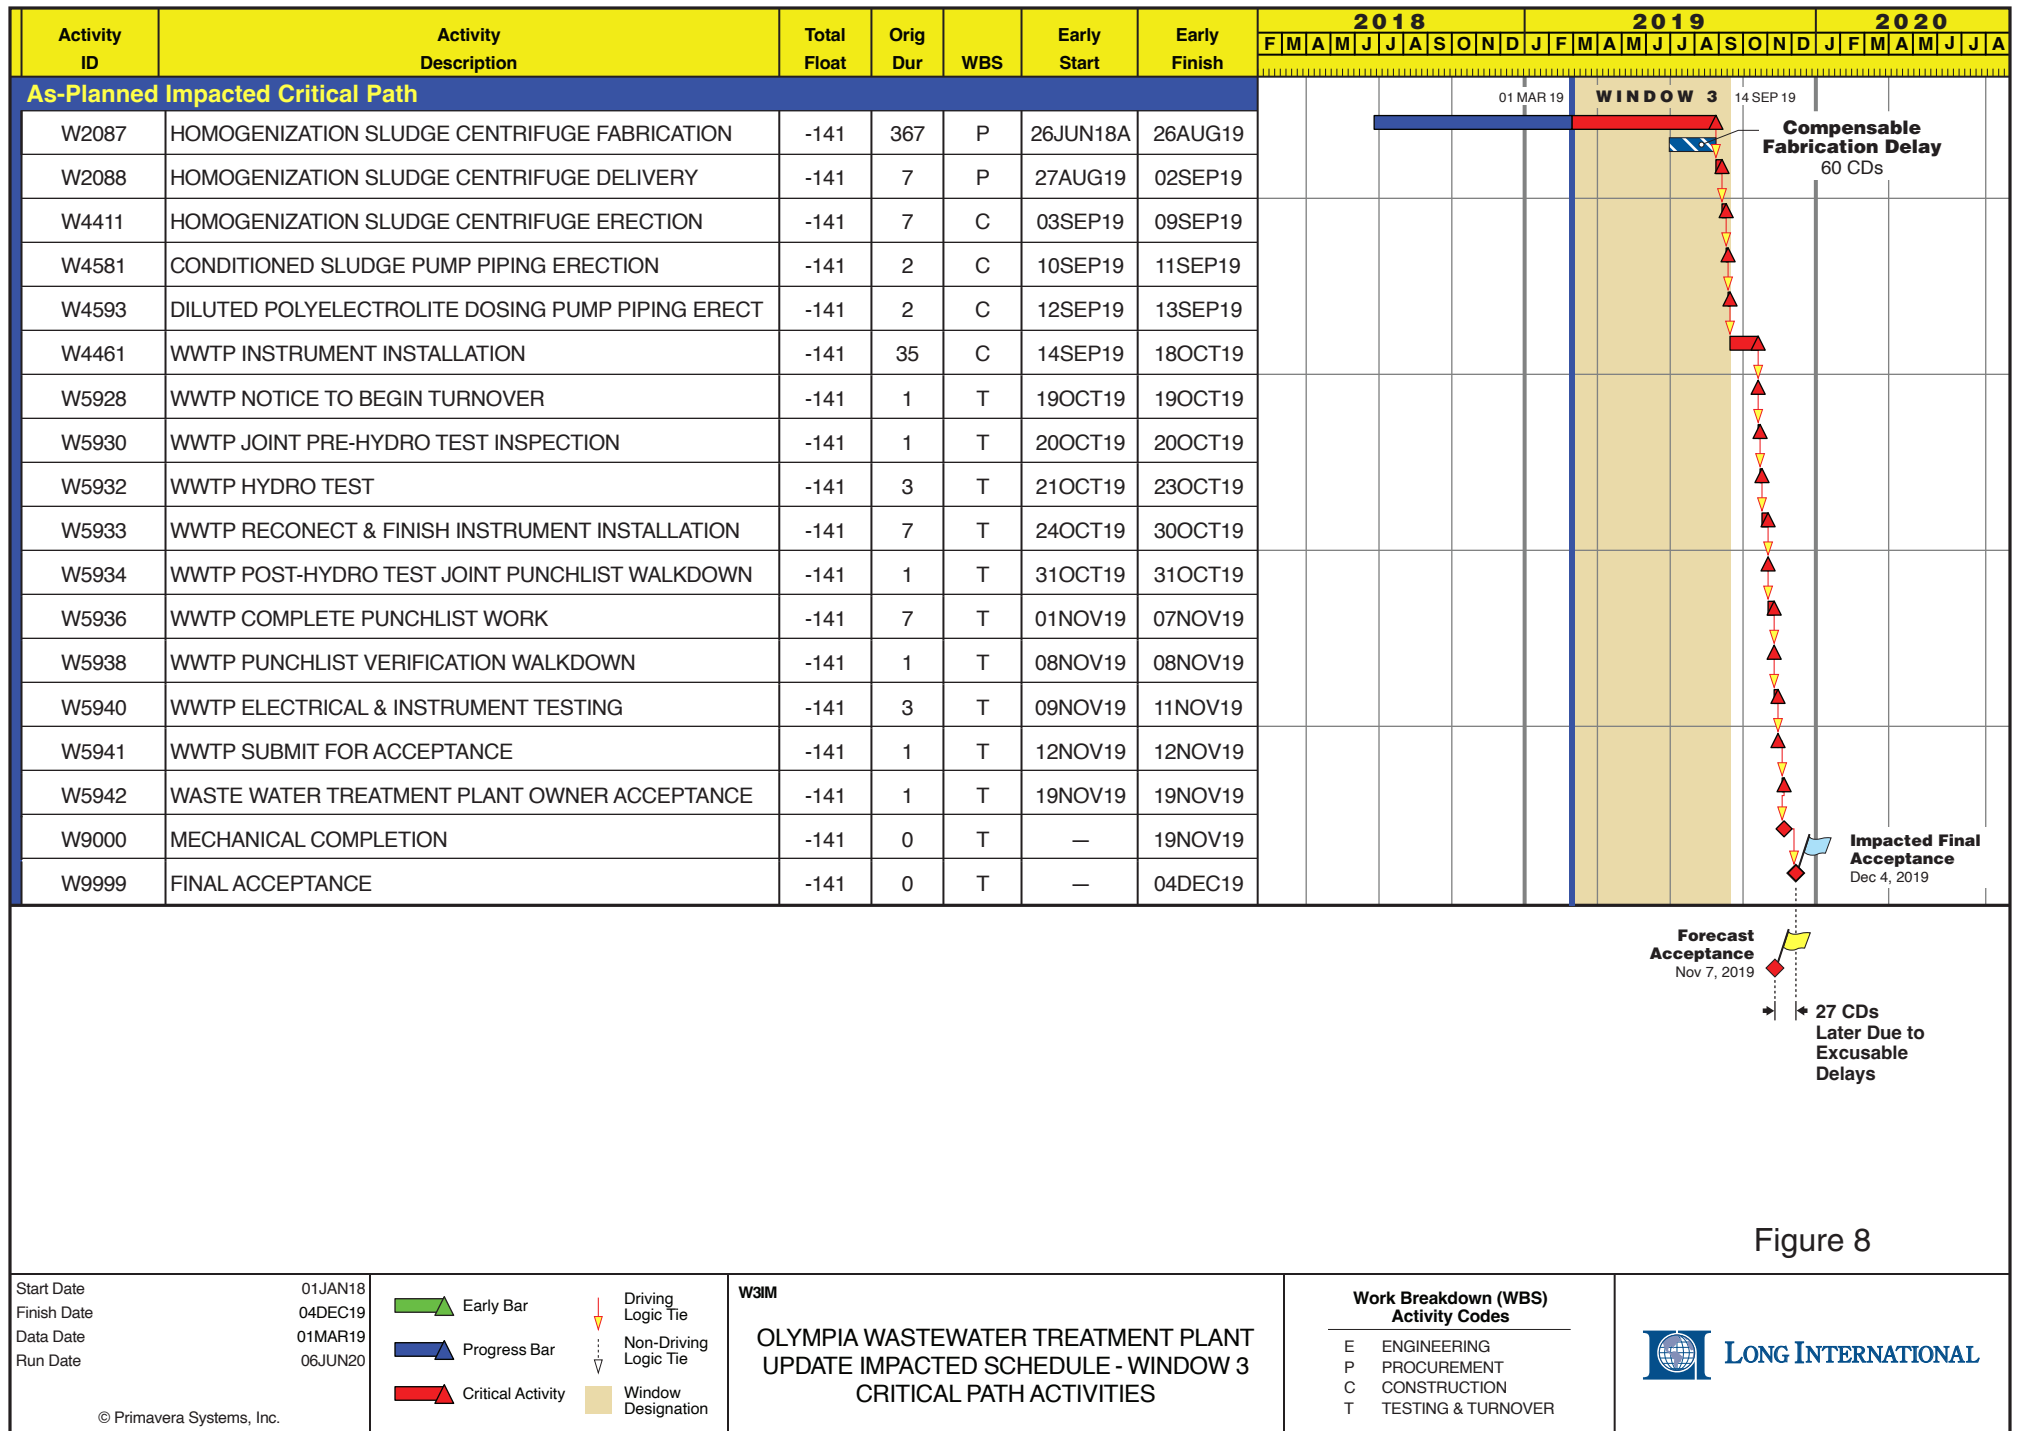 Activity ID	Activity Description	Total Float	Orig Dur	WBS	Early Start	Early Finish
2018	2019	2020
F M A M J J A S O N D J F M A M J J A S O N D J F M A M J J A
As-Planned Impacted Critical Path
01 MAR 19 WINDOW 3 14 SEP 19
W2087 HOMOGENIZATION SLUDGE CENTRIFUGE FABRICATION -141 367 P 26JUN18A 26AUG19
Compensable
Fabrication Delay
60 CDs
W2088 HOMOGENIZATION SLUDGE CENTRIFUGE DELIVERY -141 7 P 27AUG19 02SEP19
W4411 HOMOGENIZATION SLUDGE CENTRIFUGE ERECTION -141 7 C 03SEP19 09SEP19
W4581 CONDITIONED SLUDGE PUMP PIPING ERECTION -141 2 C 10SEP19 11SEP19
W4593 DILUTED POLYELECTROLITE DOSING PUMP PIPING ERECT -141 2 C 12SEP19 13SEP19
W4461 WWTP INSTRUMENT INSTALLATION -141 35 C 14SEP19 18OCT19
W5928 WWTP NOTICE TO BEGIN TURNOVER -141 1 T 19OCT19 19OCT19
W5930 WWTP JOINT PRE-HYDRO TEST INSPECTION -141 1 T 20OCT19 20OCT19
W5932 WWTP HYDRO TEST -141 3 T 21OCT19 23OCT19
W5933 WWTP RECONECT & FINISH INSTRUMENT INSTALLATION -141 7 T 24OCT19 30OCT19
W5934 WWTP POST-HYDRO TEST JOINT PUNCHLIST WALKDOWN -141 1 T 31OCT19 31OCT19
W5936 WWTP COMPLETE PUNCHLIST WORK -141 7 T 01NOV19 07NOV19
W5938 WWTP PUNCHLIST VERIFICATION WALKDOWN -141 1 T 08NOV19 08NOV19
W5940 WWTP ELECTRICAL & INSTRUMENT TESTING -141 3 T 09NOV19 11NOV19
W5941 WWTP SUBMIT FOR ACCEPTANCE -141 1 T 12NOV19 12NOV19
W5942 WASTE WATER TREATMENT PLANT OWNER ACCEPTANCE -141 1 T 19NOV19 19NOV19
W9000 MECHANICAL COMPLETION -141 0 T — 19NOV19
W9999 FINAL ACCEPTANCE -141 0 T — 04DEC19
Impacted Final
Acceptance
Dec 4, 2019
Forecast
Acceptance
Nov 7, 2019
27 CDs
Later Due to
Excusable
Delays
Figure 8
Start Date 01JAN18
Finish Date 04DEC19
Data Date 01MAR19
Run Date 06JUN20
© Primavera Systems, Inc.
Early Bar
Progress Bar
Critical Activity
Driving
Logic Tie
Non-Driving
Logic Tie
Window
Designation
W3IM
OLYMPIA WASTEWATER TREATMENT PLANT
UPDATE IMPACTED SCHEDULE - WINDOW 3
CRITICAL PATH ACTIVITIES
Work Breakdown (WBS)
Activity Codes
E ENGINEERING
P PROCUREMENT
C CONSTRUCTION
T TESTING & TURNOVER
LONG INTERNATIONAL